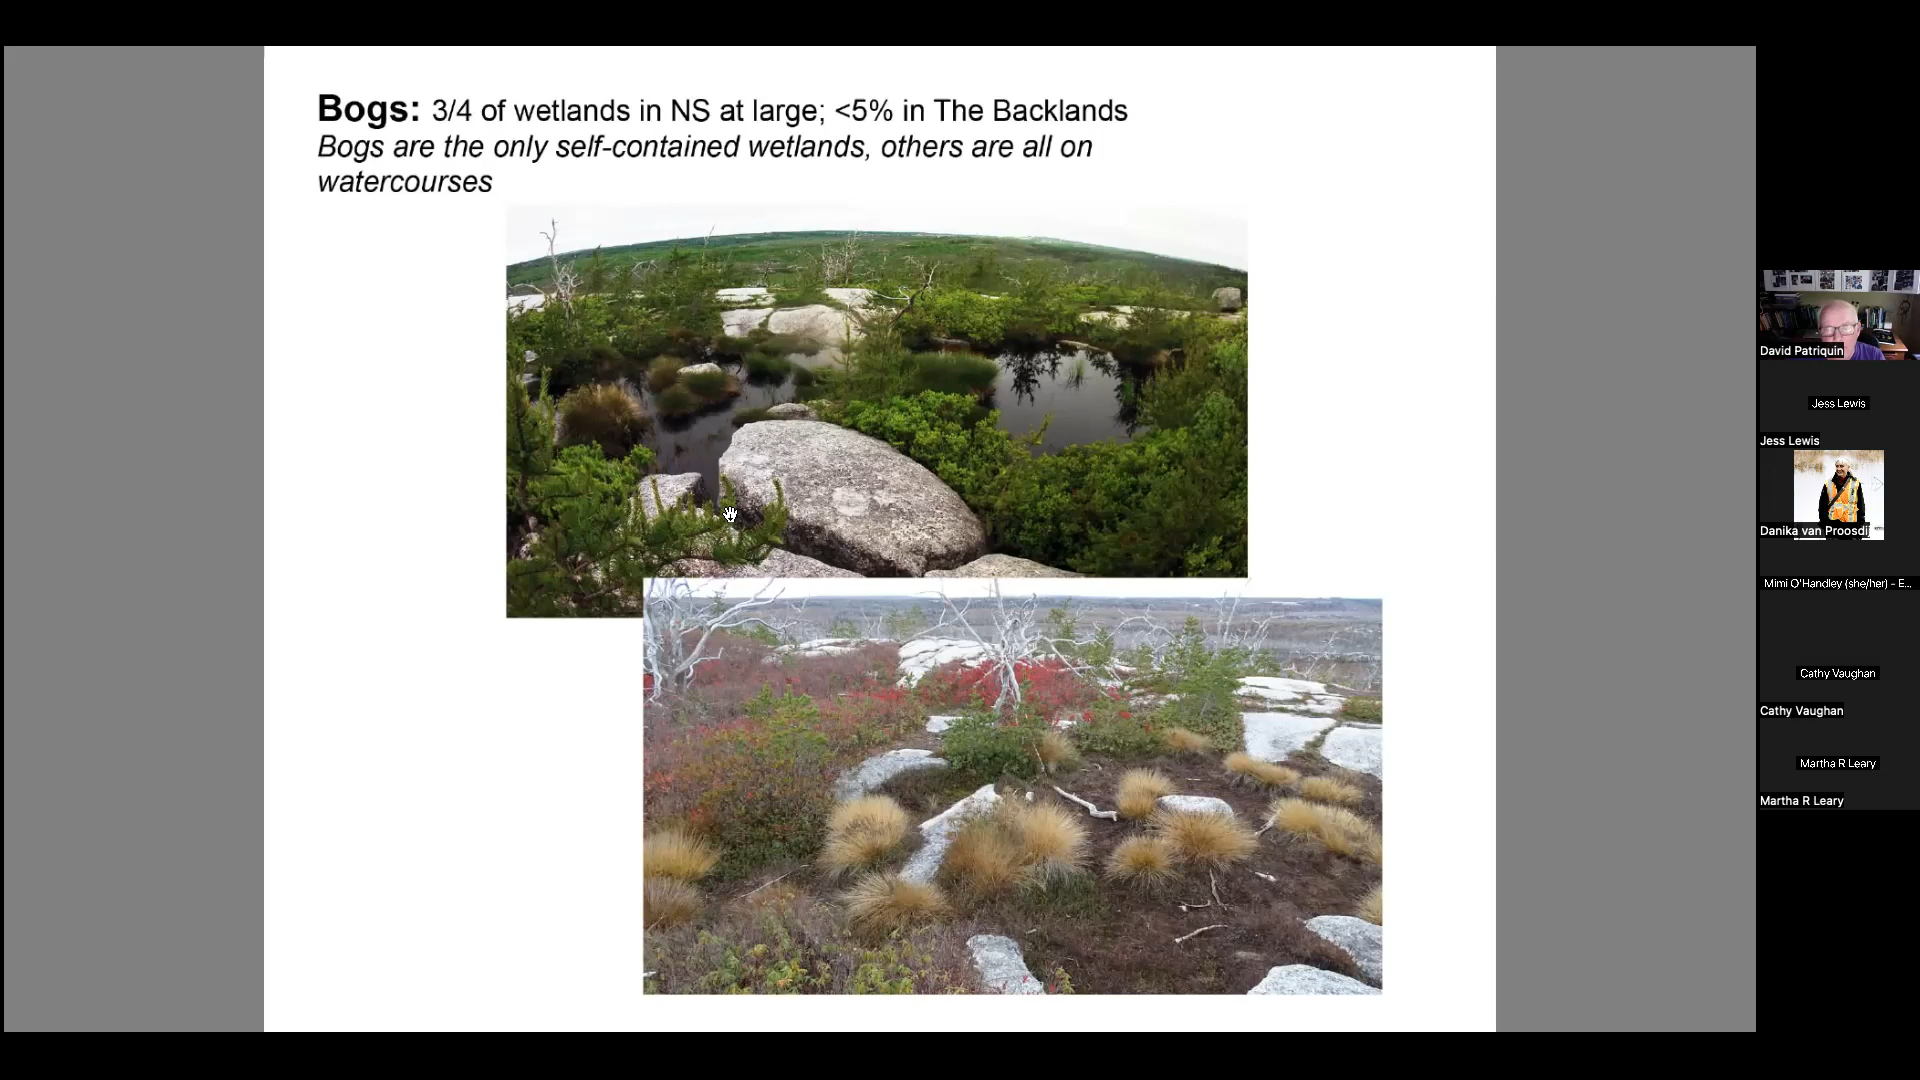 Bogs: 3/4 of wetlands in NS at large; <5% in The Backlands
Bogs are the only self-contained wetlands, others are all on
watercourses
David Patriquin
Jess Lewis
Jess Lewis
Danika van Proosdij
Mimi O'Handley (she/her) - E...
Cathy Vaughan
Cathy Vaughan
Martha R Leary
Martha R Leary